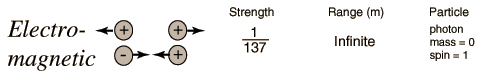 Strength Range (m) Particle
Electro-
magnetic
+ +
- +
1
137
Infinite
photon
mass = 0
spin = 1